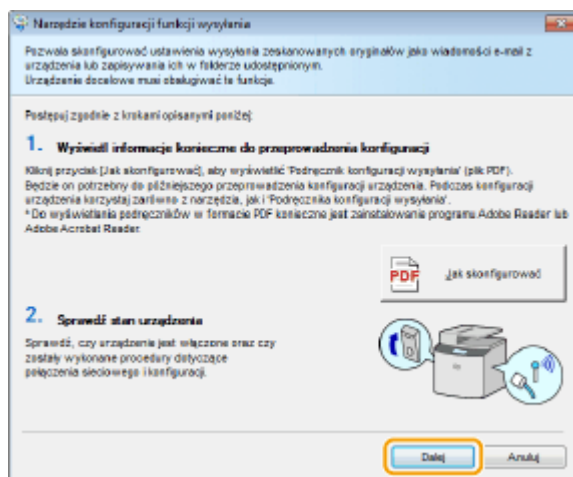 Narzędzie konfiguracji funkcji wysyłania
Pozwala skonfigurować ustawienia wysyłania zeskanowanych oryginałów jako wiadomości e-mail z
urządzenia lub zapisywania ich w folderze udostępnionym.
Urządzenie docelowe musi obsługiwać te funkcje.
Postępuj zgodnie z krokami opisanymi poniżej:
1. Wyświetl informacje konieczne do przeprowadzenia konfiguracji
Kliknij przycisk [Jak skonfigurować], aby wyświetlić 'Podręcznik konfiguracji wysyłania' (plik PDF).
Będzie on potrzebny do późniejszego przeprowadzenia konfiguracji urządzenia. Podczas konfiguracji
urządzenia korzystaj zarówno z narzędzia, jak i 'Podręcznika konfiguracji wysyłania'.
* Do wyświetlania podręczników w formacie PDF konieczne jest zainstalowanie programu Adobe Reader lub
Adobe Acrobat Reader.
PDF Jak skonfigurować
2. Sprawdź stan urządzenia
Sprawdź, czy urządzenie jest włączone oraz czy
zostały wykonane procedury dotyczące
połączenia sieciowego i konfiguracji.
Dalej Anuluj